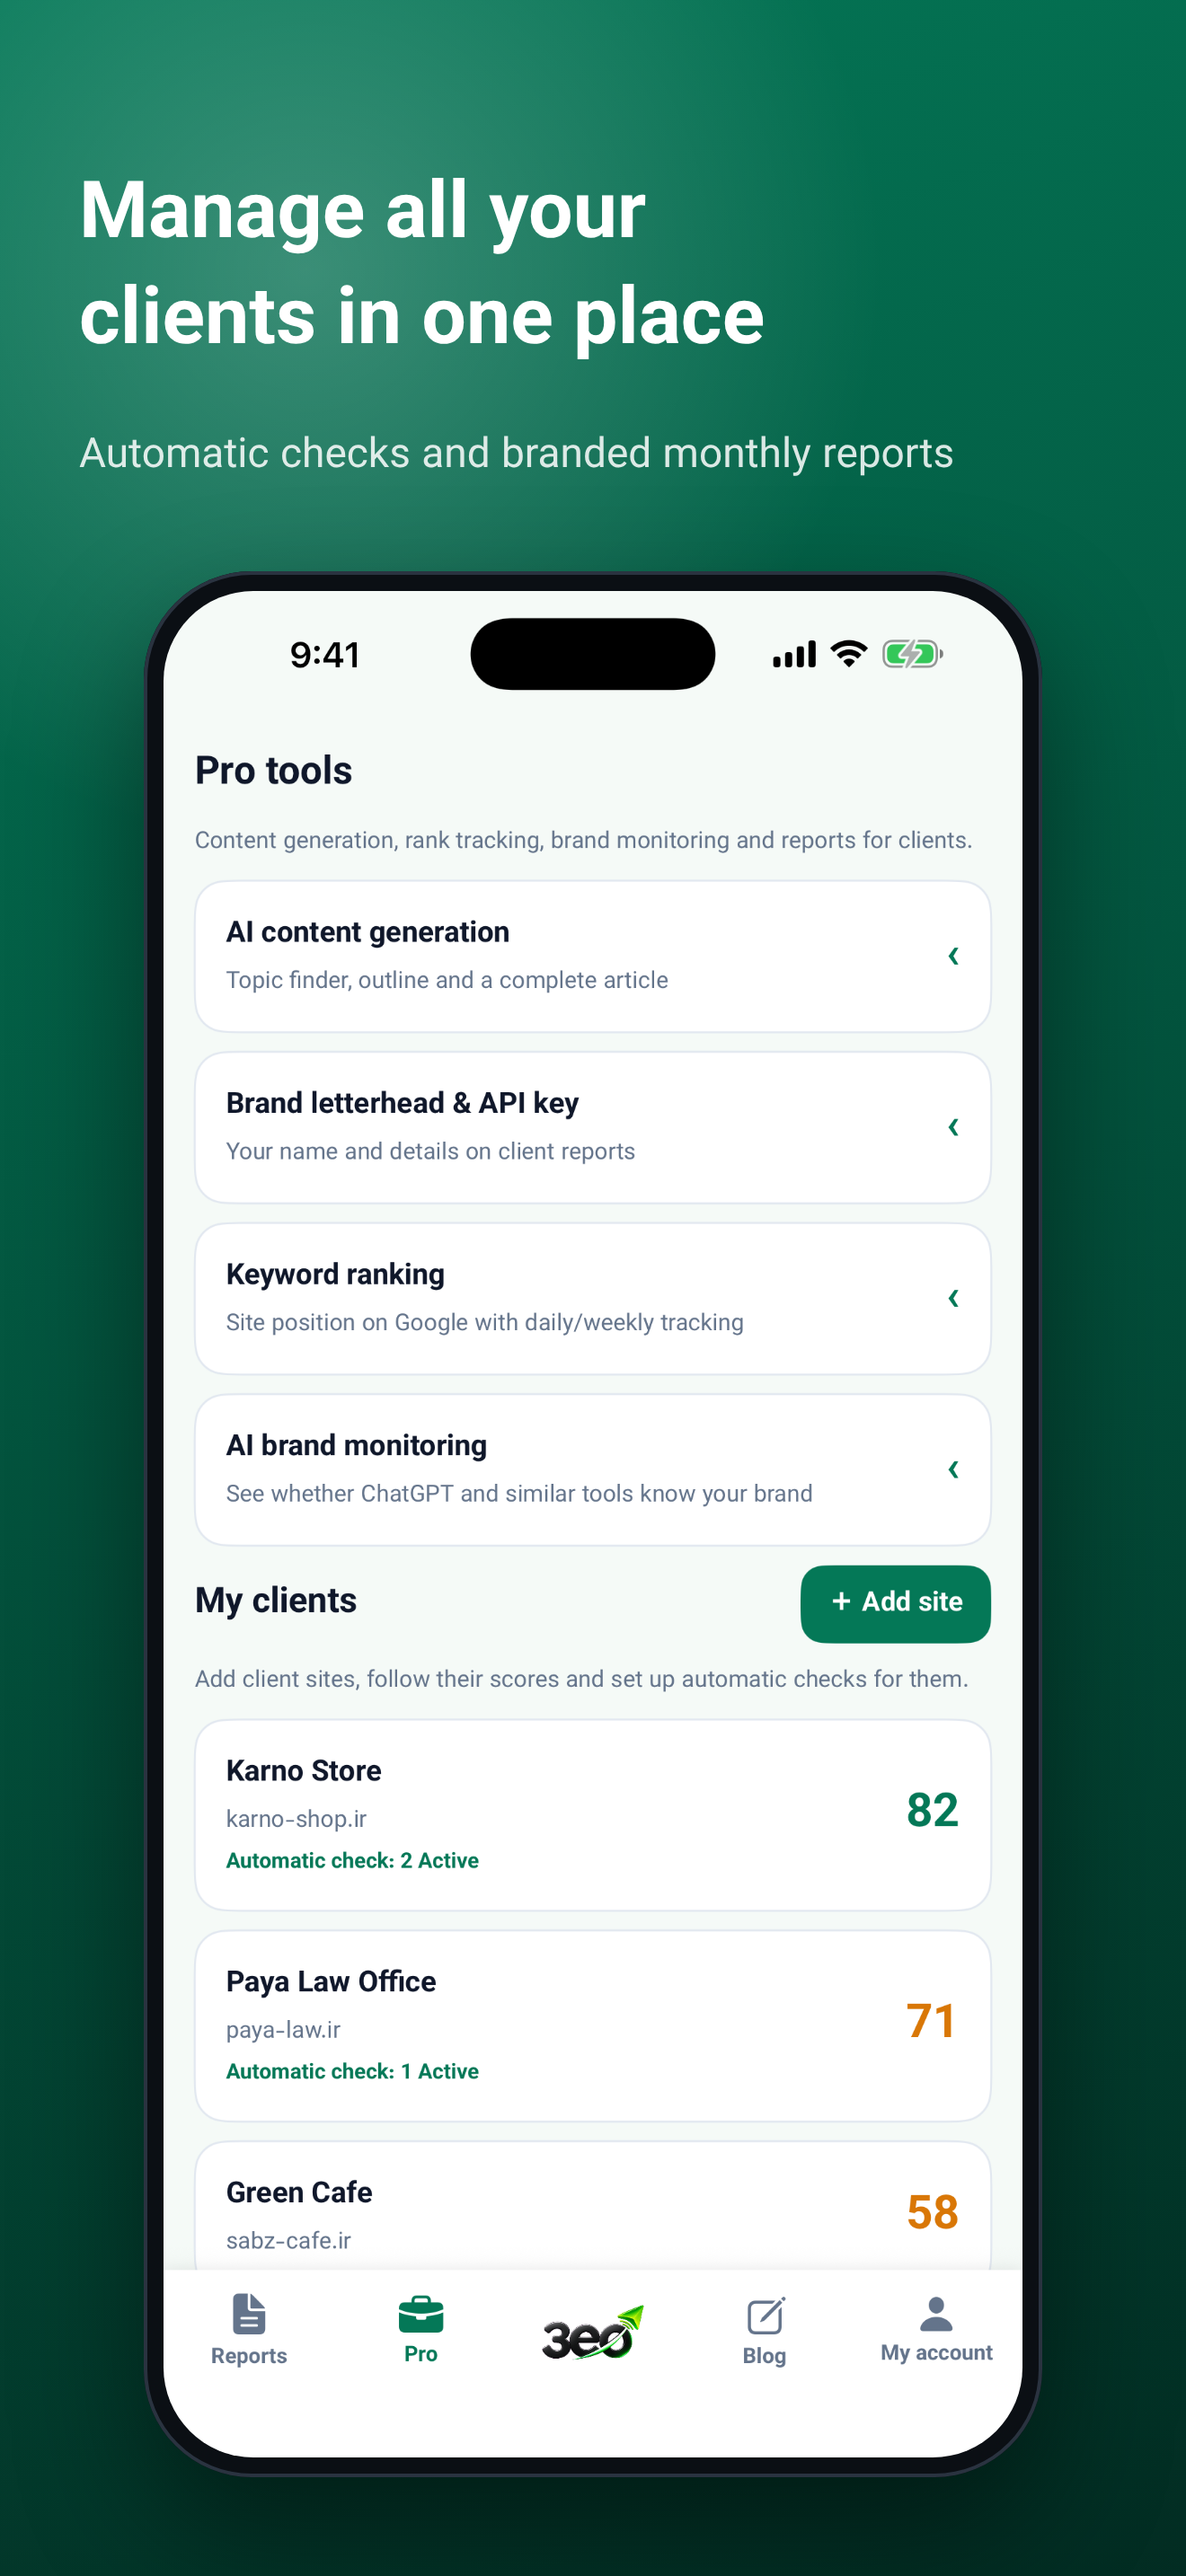 Manage all your
clients in one place
Automatic checks and branded monthly reports
9:41
Pro tools
Content generation, rank tracking, brand monitoring and reports for clients.
AI content generation
Topic finder, outline and a complete article
Brand letterhead & API key
Your name and details on client reports
Keyword ranking
Site position on Google with daily/weekly tracking
AI brand monitoring
See whether ChatGPT and similar tools know your brand
My clients
+ Add site
Add client sites, follow their scores and set up automatic checks for them.
Karno Store
karno-shop.ir
82
Automatic check: 2 Active
Paya Law Office
paya-law.ir
71
Automatic check: 1 Active
Green Cafe
58
sabz-cafe.ir
Reports
Pro
3eo
Blog
My account